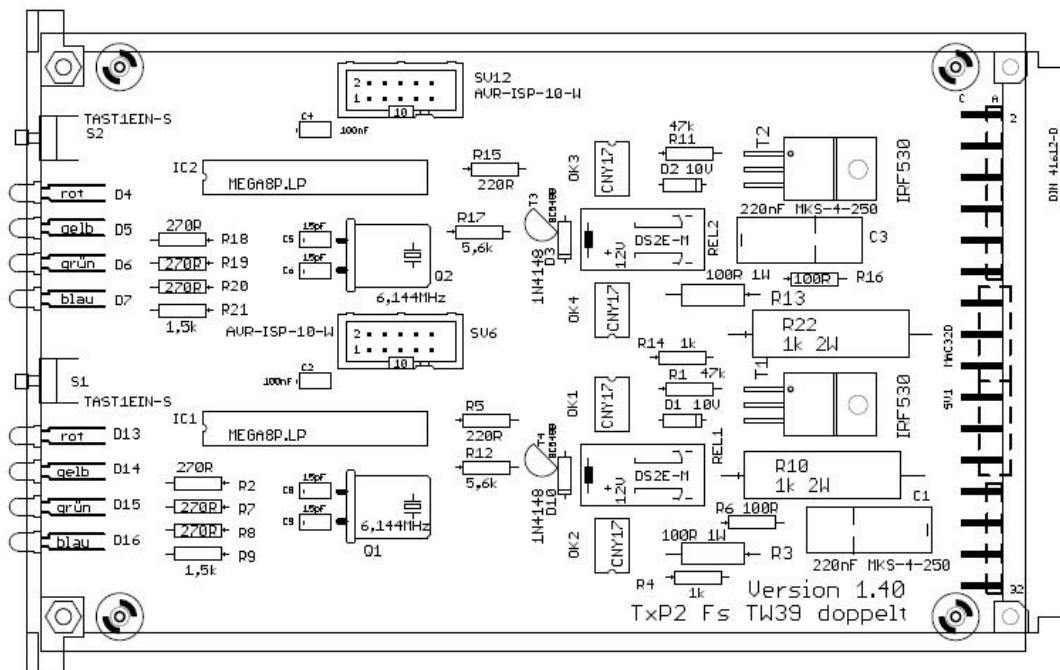 2
1
10
SV12
AVR-ISP-10-W
C4
100nF
TAST1EIN-S
S2
IC2
MEGA8P.LP
R15
220R
OK3
CNY17
47k
R11
D2 10V
T2
IRF530
C A
2
DIN 41612-D
rot D4
gelb D5
grün D6
blau D7
270R
R18
270R R19
270R R20
R21
1,5k
15pF
C5
15pF
Q2
6,144MHz
R17
5,6k
T3
1N4148
D3
12V
DS2E-M
REL2
220nF MKS-4-250
C3
100R 1W
R13
100R R16
OK4
CNY17
R22
1k 2W
AVR-ISP-10-W
2
1
10
SV6
C2
100nF
R14 1k
R1 47k
D1 10V
T1
IRF530
MAC32D
SV1
S1
TAST1EIN-S
IC1
MEGA8P.LP
R5
220R
R12
5,6k
OK1
CNY17
T4
1N4148
D10
12V
DS2E-M
REL1
R10
1k 2W
rot D13
gelb D14
grün D15
blau D16
270R
R2
270R R7
270R R8
R9
1,5k
15pF
C8
15pF
C9
6,144MHz
Q1
OK2
CNY17
R6 100R
100R 1W
R3
R4
1k
C1
220nF MKS-4-250
32
Version 1.40
TxP2 Fs TW39 doppelt